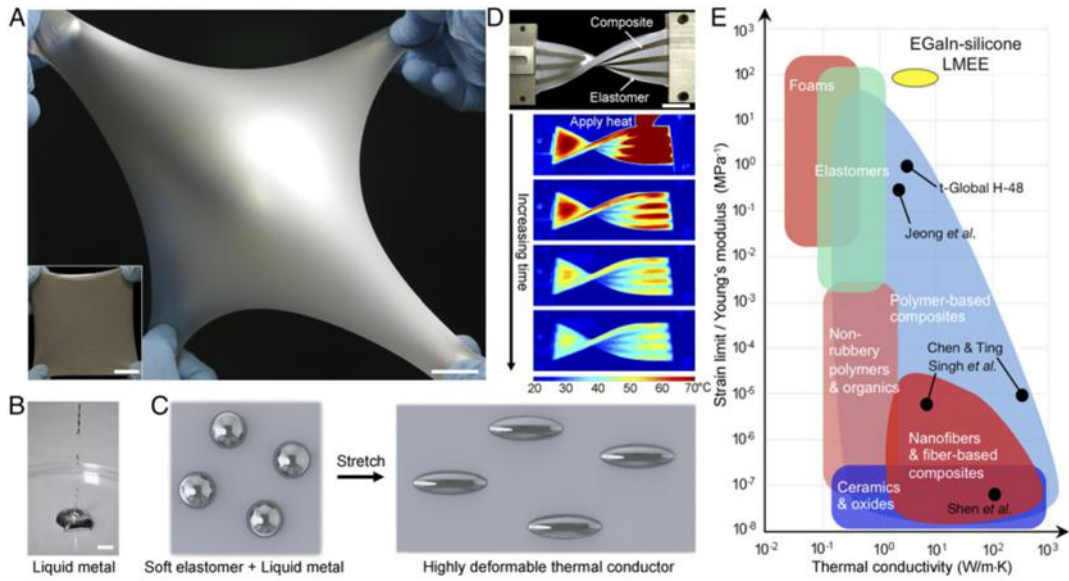 A
B
Liquid metal
C
Stretch
Soft elastomer + Liquid metal
Highly deformable thermal conductor
D
Composite
Elastomer
Apply heat
Increasing time
20 30 40 50 60 70°C
E
Strain limit / Young's modulus (MPa⁻¹)
10³
10²
10¹
10⁰
10⁻¹
10⁻²
10⁻³
10⁻⁴
10⁻⁵
10⁻⁶
10⁻⁷
10⁻⁸
EGaIn-silicone
LMEE
Foams
Elastomers
t-Global H-48
Jeong et al.
Polymer-based
composites
Non-
rubbery
polymers
& organics
Chen & Ting
Singh et al.
Nanofibers
& fiber-based
composites
Ceramics
& oxides
Shen et al.
10⁻² 10⁻¹ 10⁰ 10¹ 10² 10³
Thermal conductivity (W/m·K)